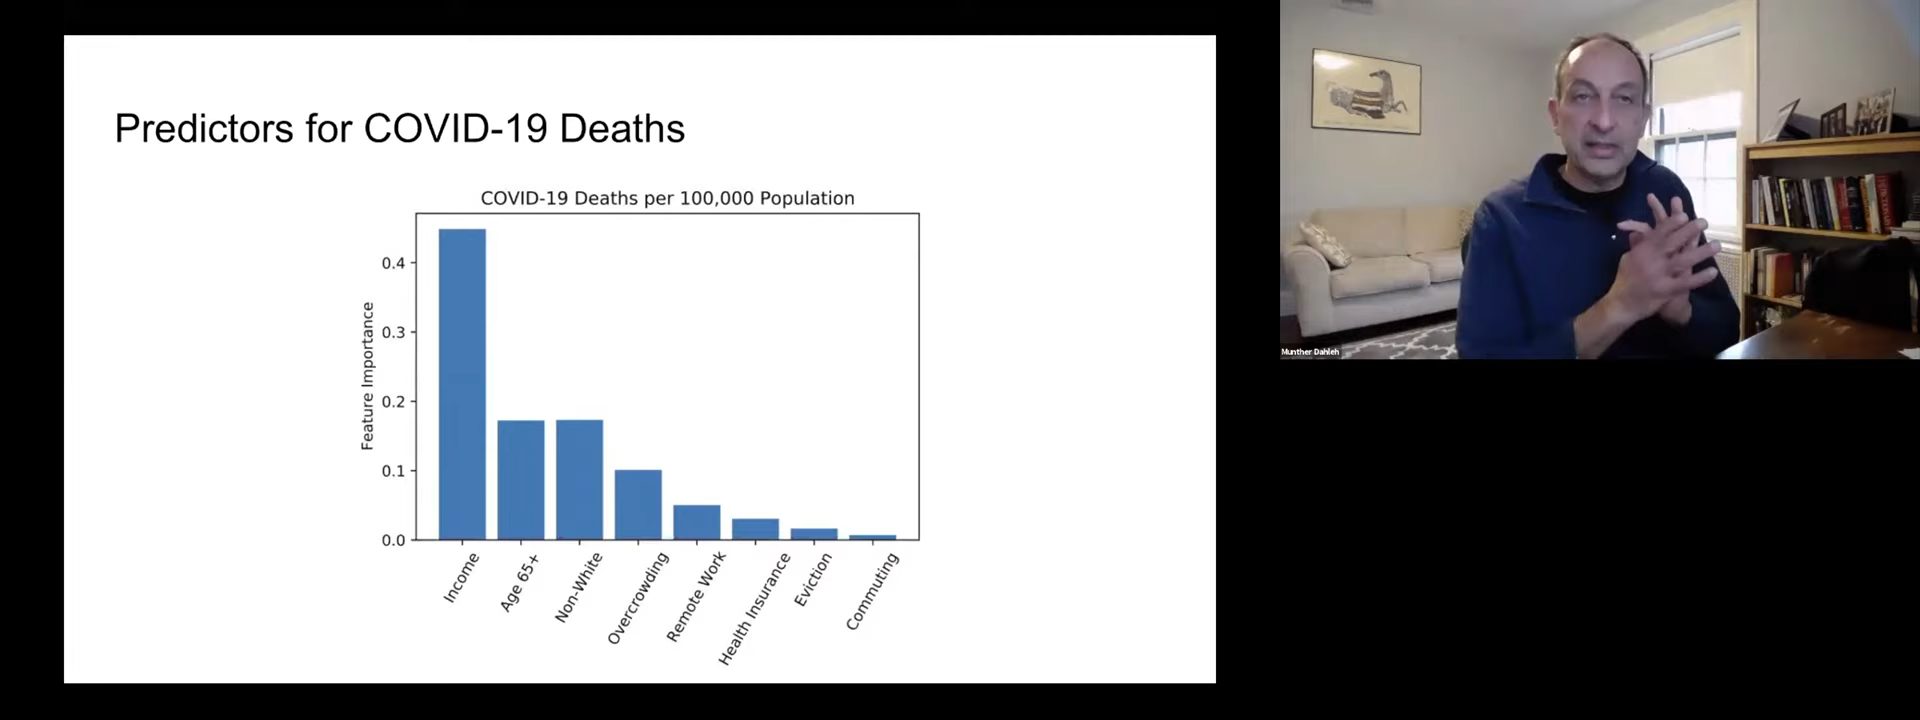 Predictors for COVID-19 Deaths
COVID-19 Deaths per 100,000 Population
Feature Importance
0.4
0.3
0.2
0.1
0.0
Income
Age 65+
Non-White
Overcrowding
Remote Work
Health Insurance
Eviction
Commuting
Munther Dahleh